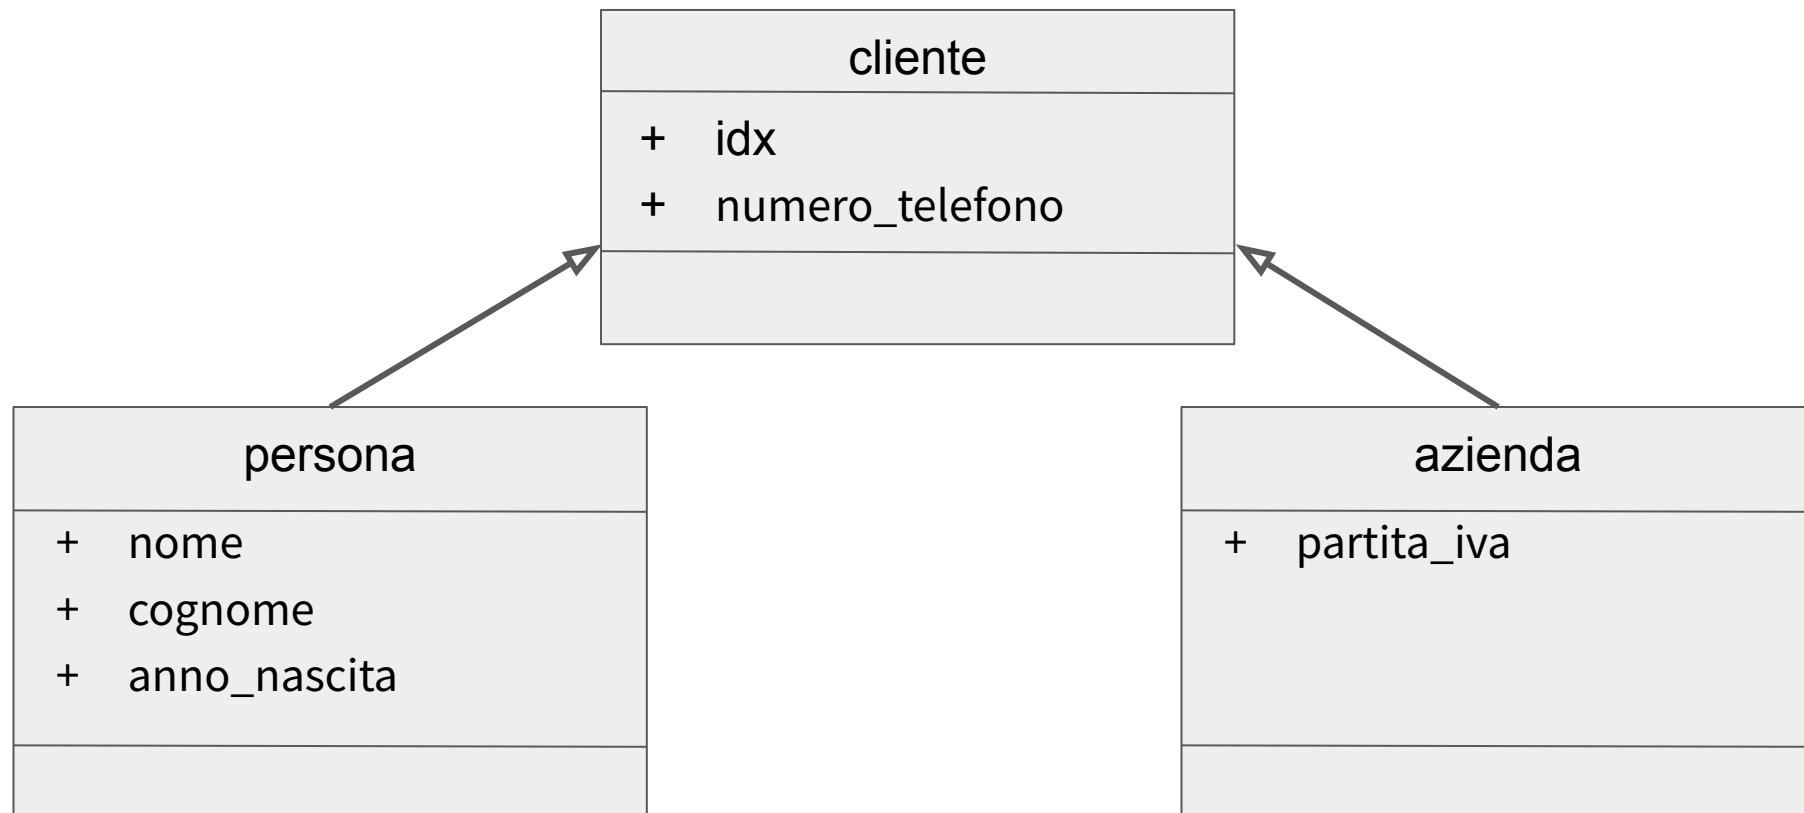 cliente
+ idx
+ numero_telefono
persona
+ nome
+ cognome
+ anno_nascita
azienda
+ partita_iva